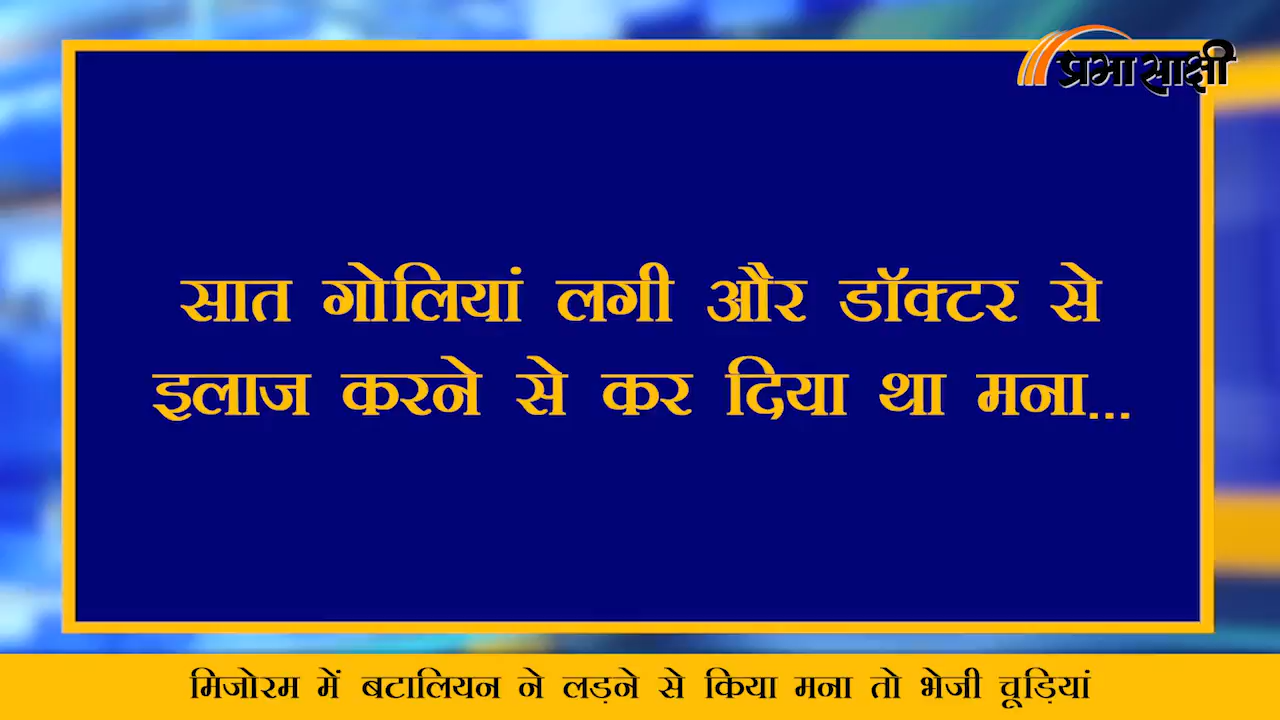 प्रभासाक्षी
सात गोलियां लगी और डॉक्टर से
इलाज करने से कर दिया था मना...
मिजोरम में बटालियन ने लड़ने से किया मना तो भेजी चूड़ियां